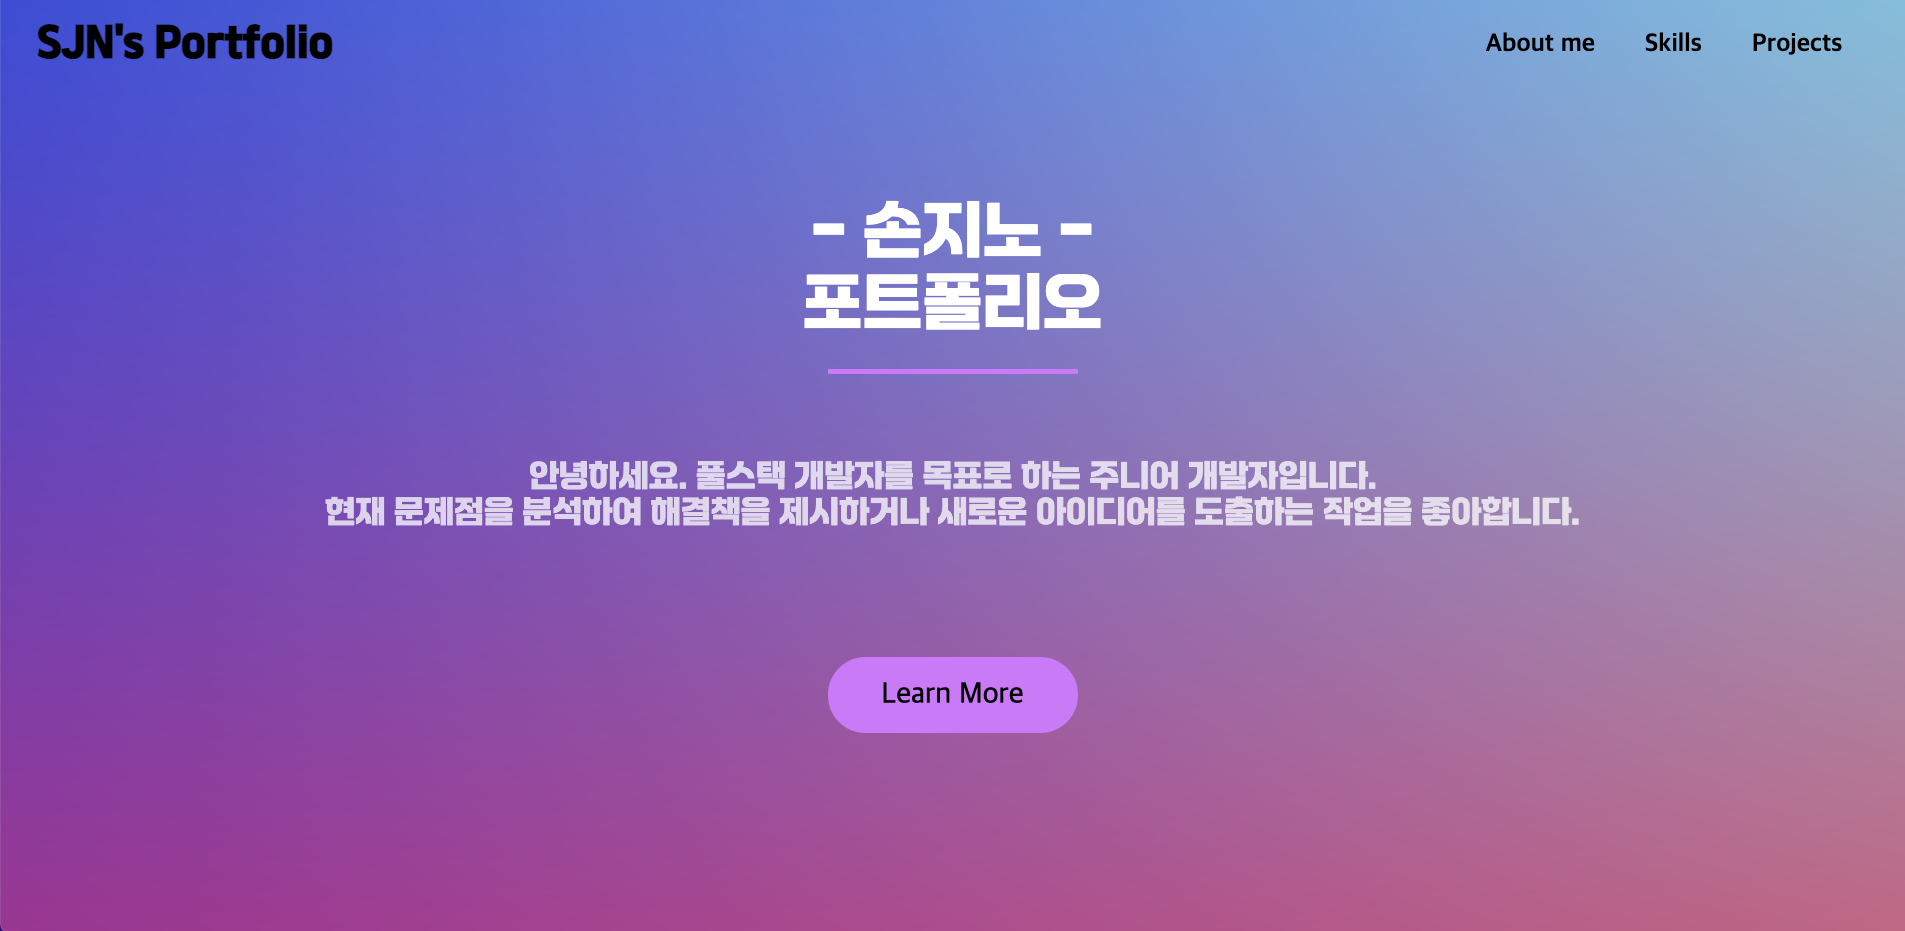 SJN's Portfolio
About me
Skills
Projects
- 손지노 -
포트폴리오
안녕하세요. 풀스택 개발자를 목표로 하는 주니어 개발자입니다.
현재 문제점을 분석하여 해결책을 제시하거나 새로운 아이디어를 도출하는 작업을 좋아합니다.
Learn More